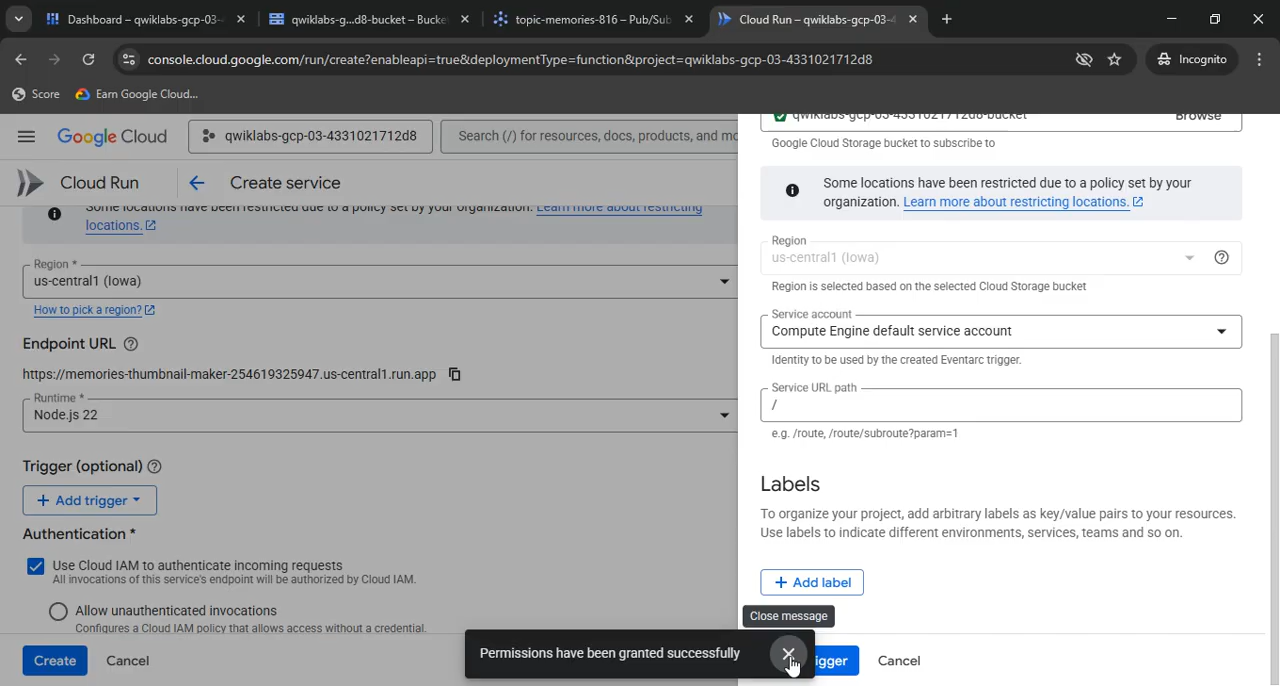 Dashboard – qwiklabs-gcp-03-
qwiklabs-g...d8-bucket – Bucke
topic-memories-816 – Pub/Sub
Cloud Run – qwiklabs-gcp-03-4
console.cloud.google.com/run/create?enableapi=true&deploymentType=function&project=qwiklabs-gcp-03-4331021712d8
Incognito
Score
Earn Google Cloud...
Google Cloud
qwiklabs-gcp-03-4331021712d8
Search (/) for resources, docs, products, and mo
Cloud Run
Create service
Some locations have been restricted due to a policy set by your organization. Learn more about restricting
locations.
Region *
us-central1 (Iowa)
How to pick a region?
Endpoint URL
https://memories-thumbnail-maker-254619325947.us-central1.run.app
Runtime *
Node.js 22
Trigger (optional)
+ Add trigger
Authentication *
Use Cloud IAM to authenticate incoming requests
All invocations of this service's endpoint will be authorized by Cloud IAM.
Allow unauthenticated invocations
Configures a Cloud IAM policy that allows access without a credential.
Create
Cancel
qwiklabs-gcp-03-4331021712d8-bucket
Browse
Google Cloud Storage bucket to subscribe to
Some locations have been restricted due to a policy set by your
organization. Learn more about restricting locations.
Region
us-central1 (Iowa)
Region is selected based on the selected Cloud Storage bucket
Service account
Compute Engine default service account
Identity to be used by the created Eventarc trigger.
Service URL path
/
e.g. /route, /route/subroute?param=1
Labels
To organize your project, add arbitrary labels as key/value pairs to your resources.
Use labels to indicate different environments, services, teams and so on.
+ Add label
Close message
Permissions have been granted successfully
igger
Cancel